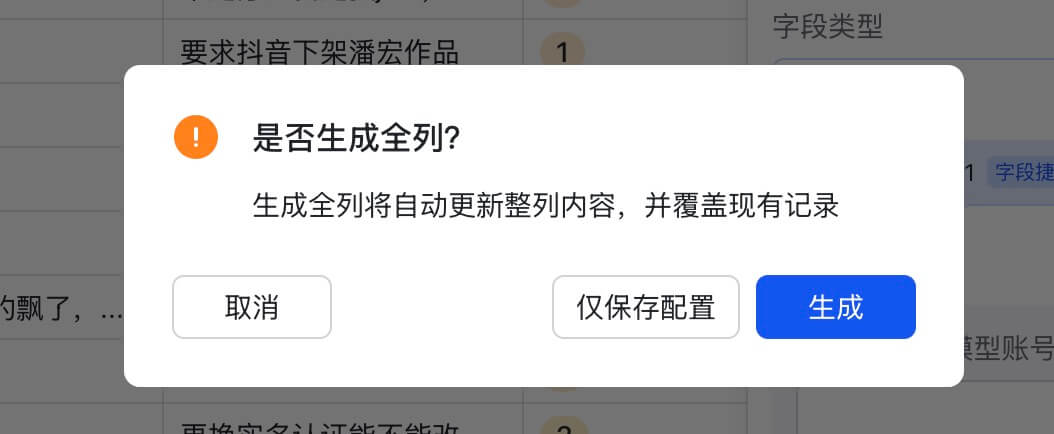 字段类型
要求抖音下架潘宏作品
1
是否生成全列?
1 字段捷
生成全列将自动更新整列内容，并覆盖现有记录
取消
仅保存配置
生成
的飘了，...
模型账号